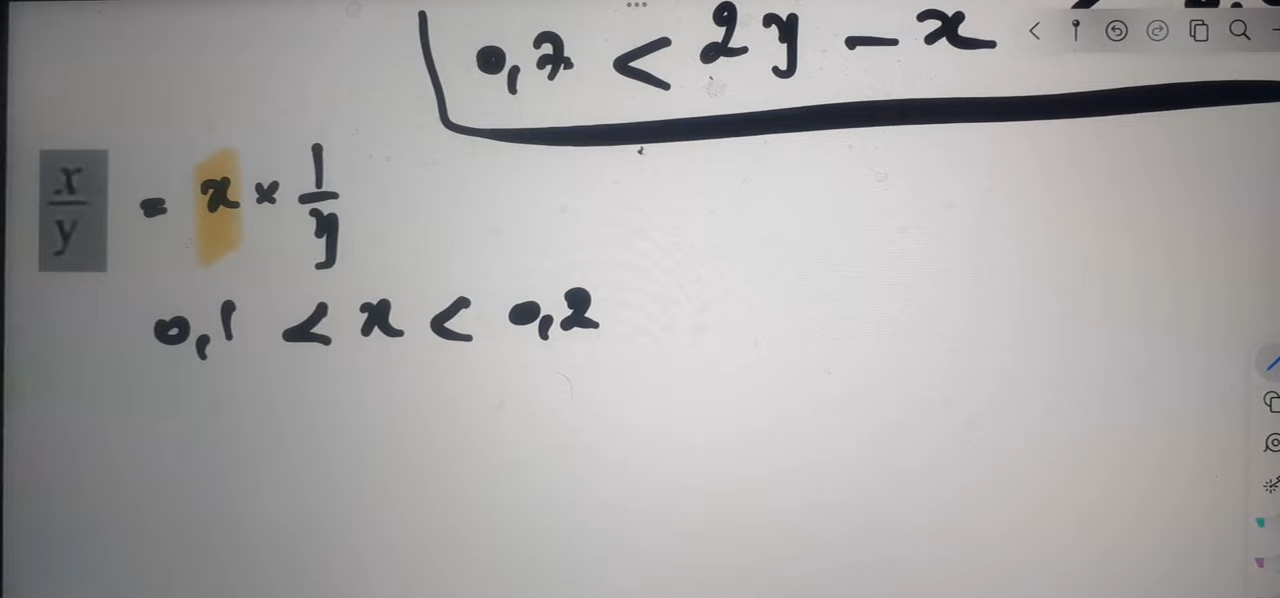 0,7 < 2y - x
x/y = x × 1/y
0,1 < x < 0,2